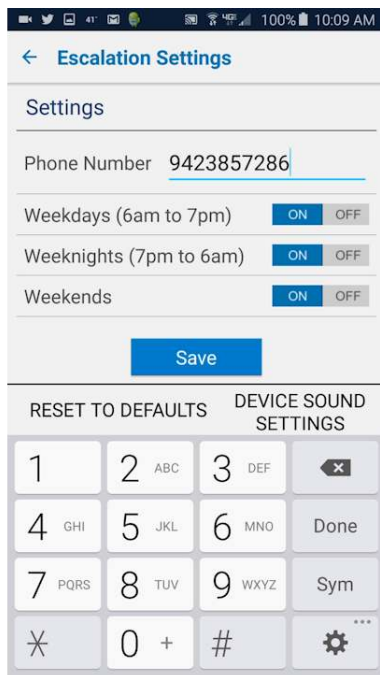 41° 4G LTE 100% 10:09 AM
← Escalation Settings
Settings
Phone Number 9423857286
Weekdays (6am to 7pm) ON OFF
Weeknights (7pm to 6am) ON OFF
Weekends ON OFF
Save
RESET TO DEFAULTS DEVICE SOUND
SETTINGS
1 2 ABC 3 DEF
4 GHI 5 JKL 6 MNO Done
7 PQRS 8 TUV 9 WXYZ Sym
* 0 + # ...